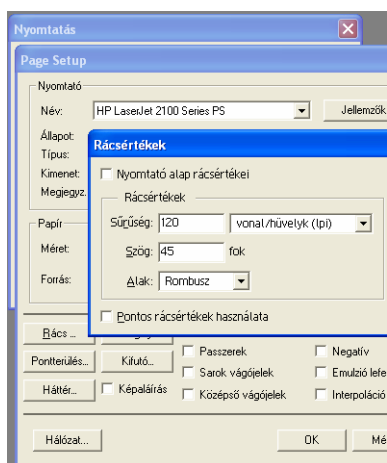 Nyomtatás
Page Setup
Nyomtató
Név: HP LaserJet 2100 Series PS Jellemzők
Állapot:
Típus:
Kimenet:
Megjegyz.
Rácsértékek
Nyomtató alap rácsértékei
Rácsértékek
Sűrűség: 120 vonal/hüvelyk (lpi)
Szög: 45 fok
Alak: Rombusz
Pontos rácsértékek használata
Papír
Méret:
Forrás:
Rács ...
Pontterülés... Kifutó... Passzerek Negatív
Sarok vágójelek Emulzió lefe
Háttér... Képaláírás Középső vágójelek Interpoláció
Hálózat... OK Mé